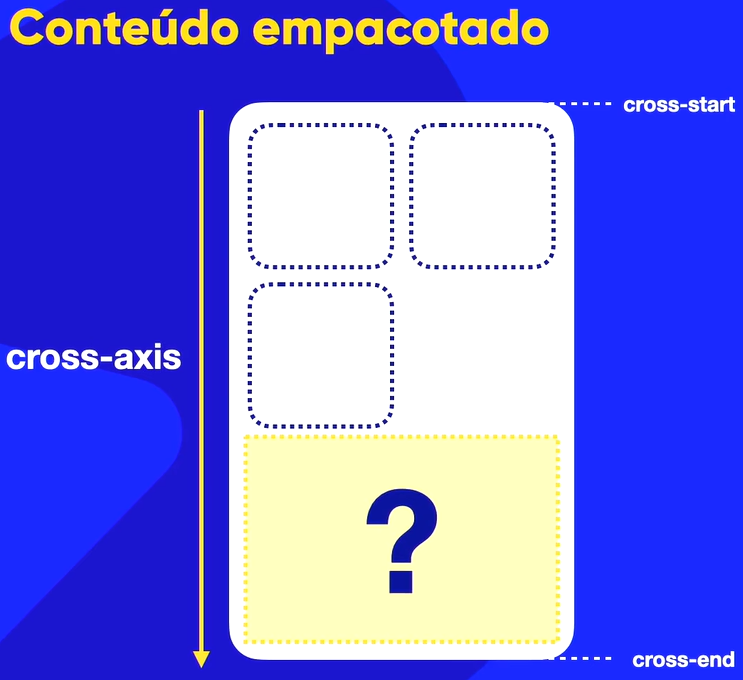 Conteúdo empacotado
cross-start
cross-axis
?
cross-end